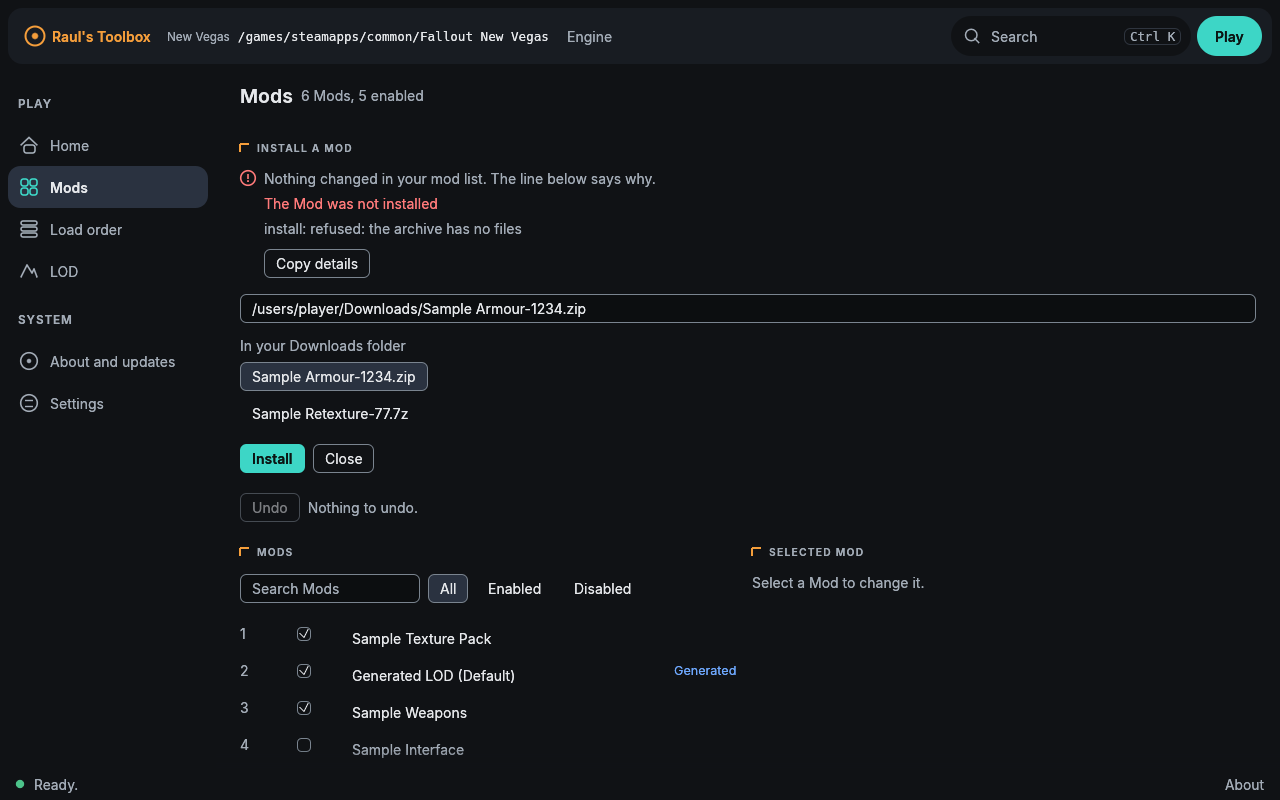 Raul's Toolbox New Vegas /games/steamapps/common/Fallout New Vegas Engine Search Ctrl K Play
PLAY
Home
Mods
Load order
LOD
SYSTEM
About and updates
Settings
Mods 6 Mods, 5 enabled
INSTALL A MOD
Nothing changed in your mod list. The line below says why.
The Mod was not installed
install: refused: the archive has no files
Copy details
/users/player/Downloads/Sample Armour-1234.zip
In your Downloads folder
Sample Armour-1234.zip
Sample Retexture-77.7z
Install Close
Undo Nothing to undo.
MODS
Search Mods All Enabled Disabled
1 Sample Texture Pack
2 Generated LOD (Default) Generated
3 Sample Weapons
4 Sample Interface
SELECTED MOD
Select a Mod to change it.
Ready. About